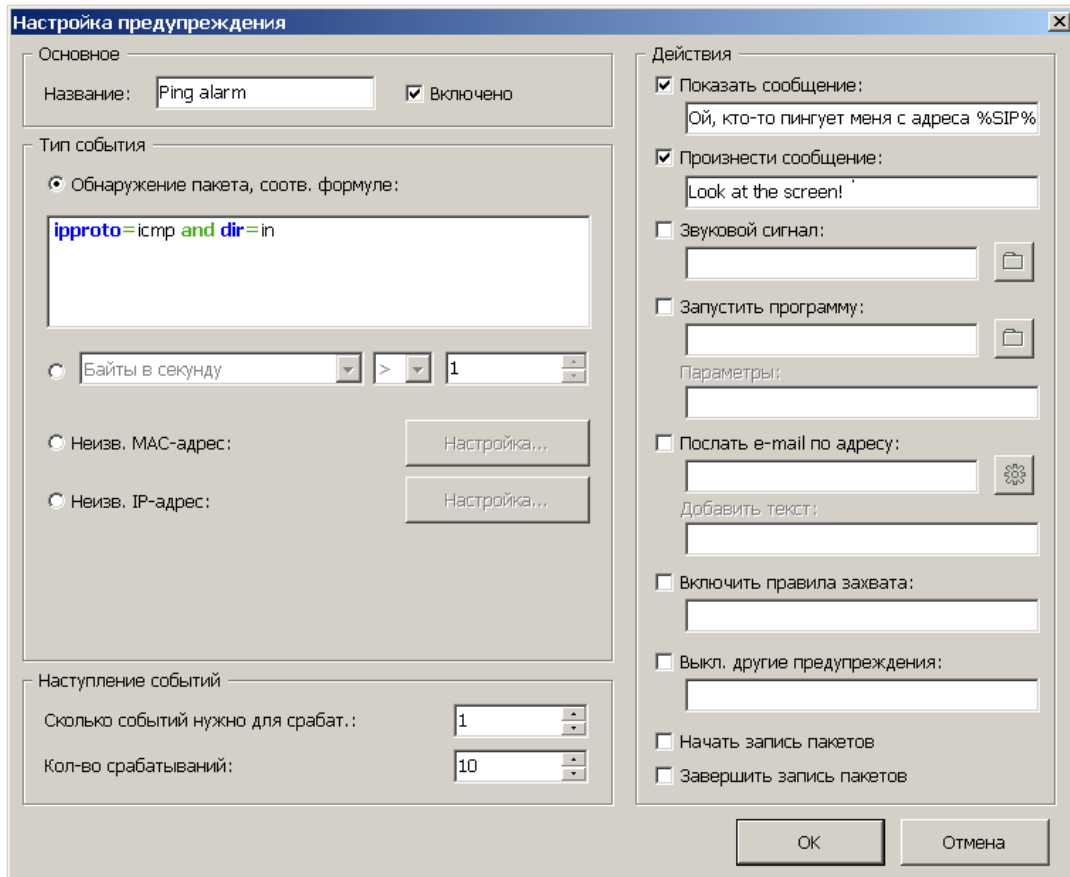 Настройка предупреждения
Основное
Название: Ping alarm Включено
Тип события
Обнаружение пакета, соотв. формуле:
ipproto=icmp and dir=in
Байты в секунду > 1
Неизв. MAC-адрес: Настройка...
Неизв. IP-адрес: Настройка...
Наступление событий
Сколько событий нужно для срабат.: 1
Кол-во срабатываний: 10
Действия
Показать сообщение:
Ой, кто-то пингует меня с адреса %SIP%
Произнести сообщение:
Look at the screen!
Звуковой сигнал:
Запустить программу:
Параметры:
Послать e-mail по адресу:
Добавить текст:
Включить правила захвата:
Выкл. другие предупреждения:
Начать запись пакетов
Завершить запись пакетов
OK Отмена